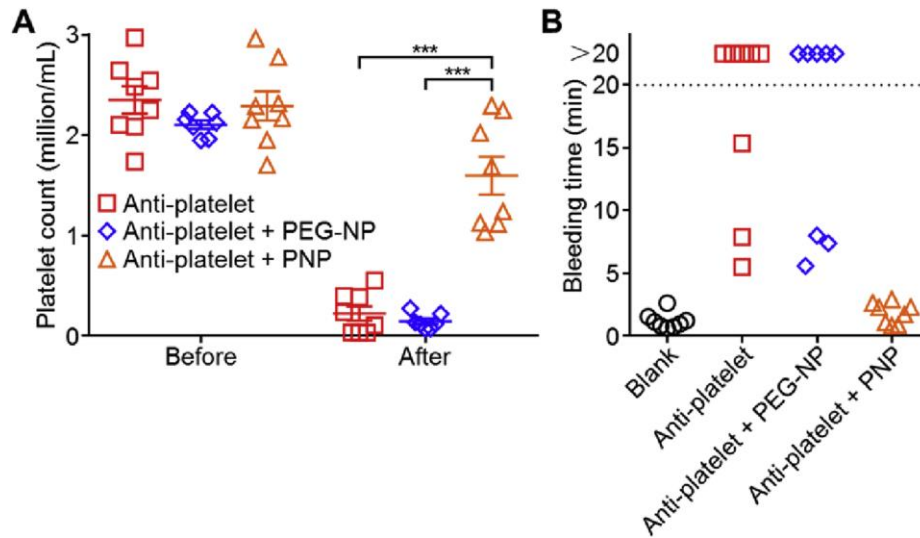 A
Platelet count (million/mL)
3
2
1
0
***
***
Anti-platelet
Anti-platelet + PEG-NP
Anti-platelet + PNP
Before
After
B
Bleeding time (min)
>20
20
15
10
5
0
Blank
Anti-platelet
Anti-platelet + PEG-NP
Anti-platelet + PNP